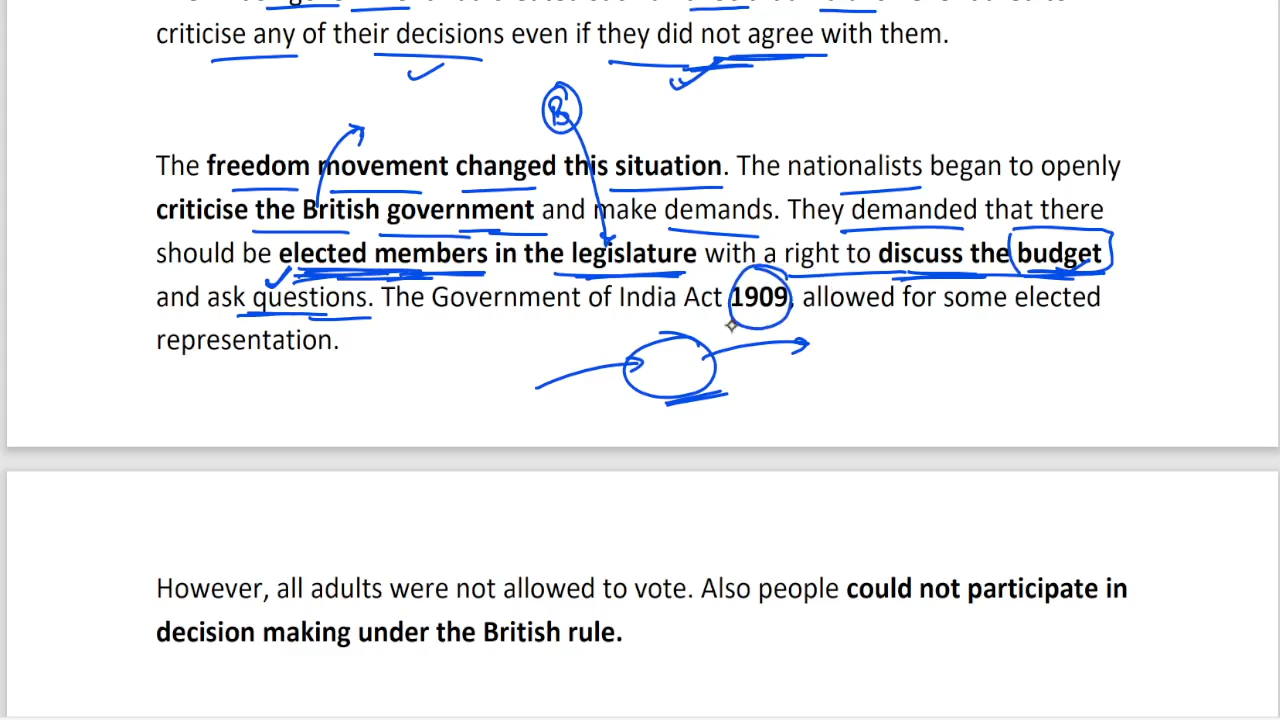 criticise any of their decisions even if they did not agree with them.
B
The freedom movement changed this situation. The nationalists began to openly
criticise the British government and make demands. They demanded that there
should be elected members in the legislature with a right to discuss the budget
and ask questions. The Government of India Act 1909, allowed for some elected
representation.
However, all adults were not allowed to vote. Also people could not participate in
decision making under the British rule.